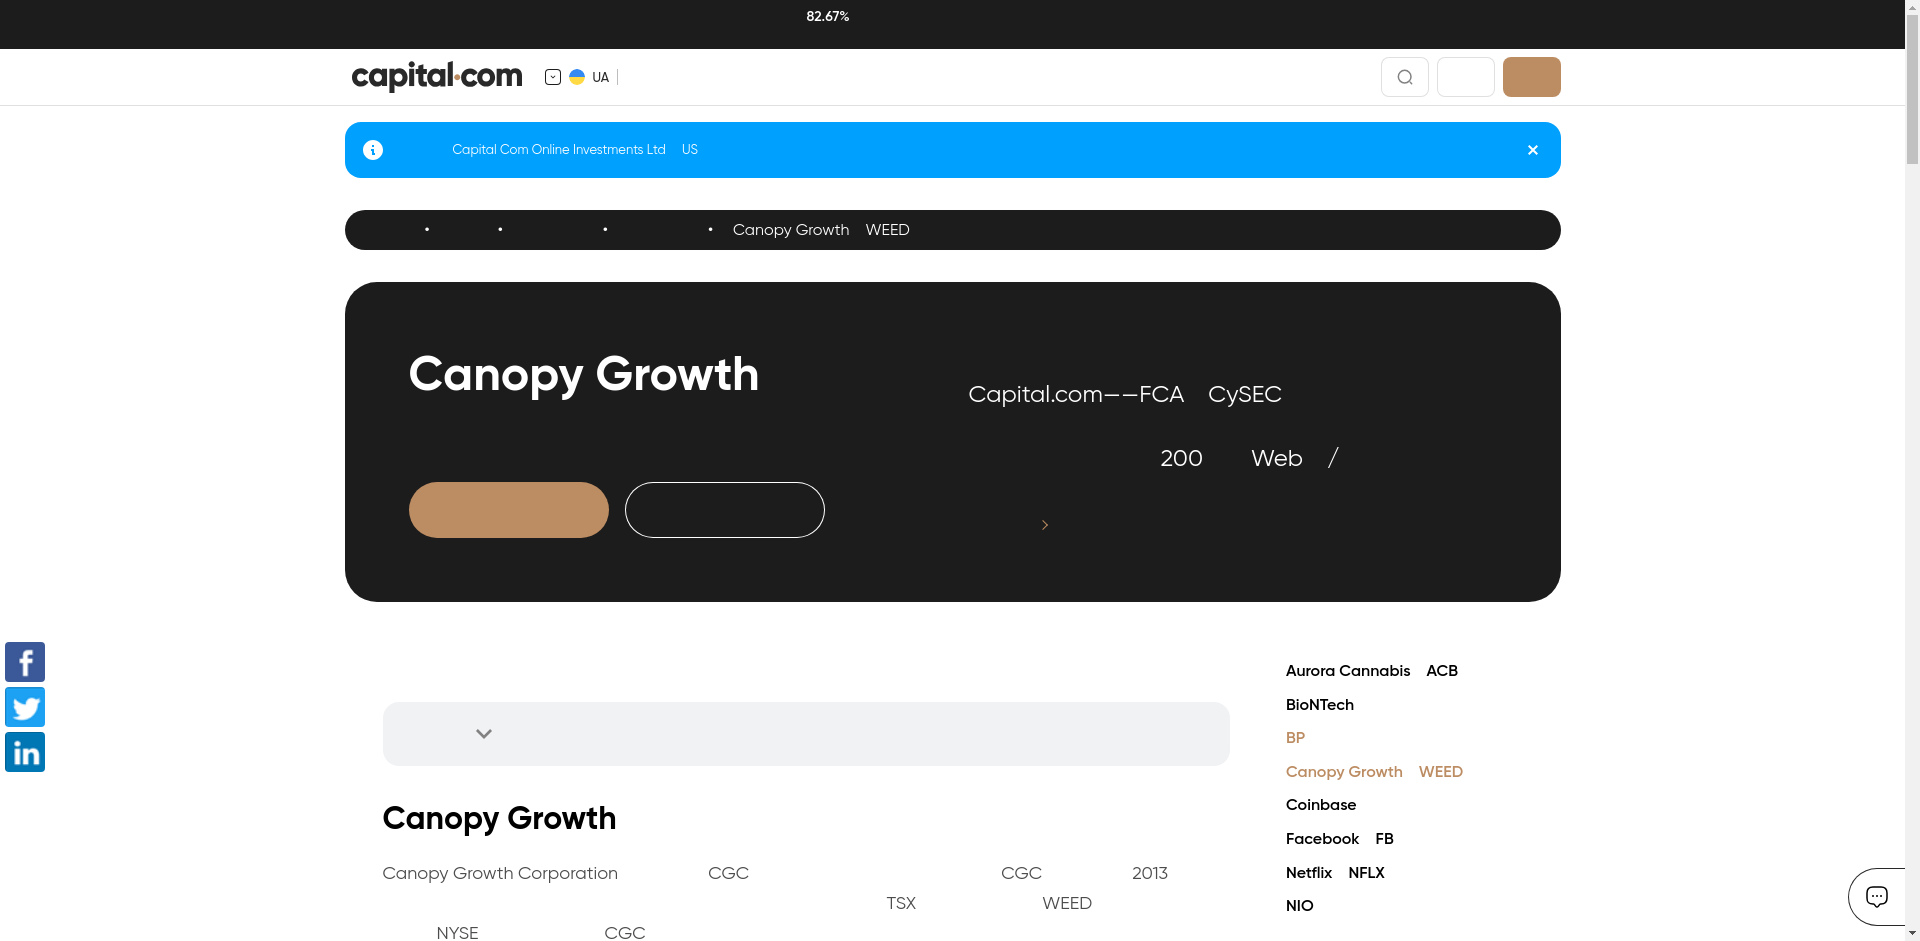 82.67%
capital.com
UA
Capital Com Online Investments Ltd US
• • • • Canopy Growth WEED
Canopy Growth
Capital.com——FCA CySEC
200 Web /
Aurora Cannabis ACB
BioNTech
BP
Canopy Growth WEED
Coinbase
Facebook FB
Netflix NFLX
NIO
Canopy Growth
Canopy Growth Corporation CGC CGC 2013
TSX WEED
NYSE CGC